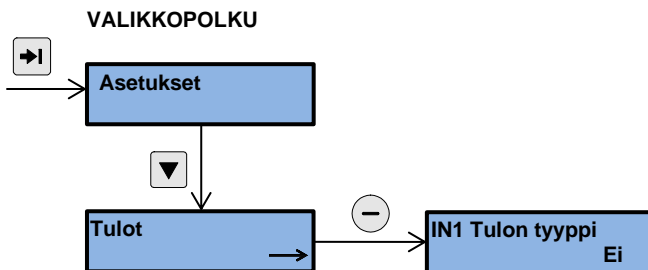 VALIKKOPOLKU
Asetukset
Tulot
IN1 Tulon tyyppi
Ei